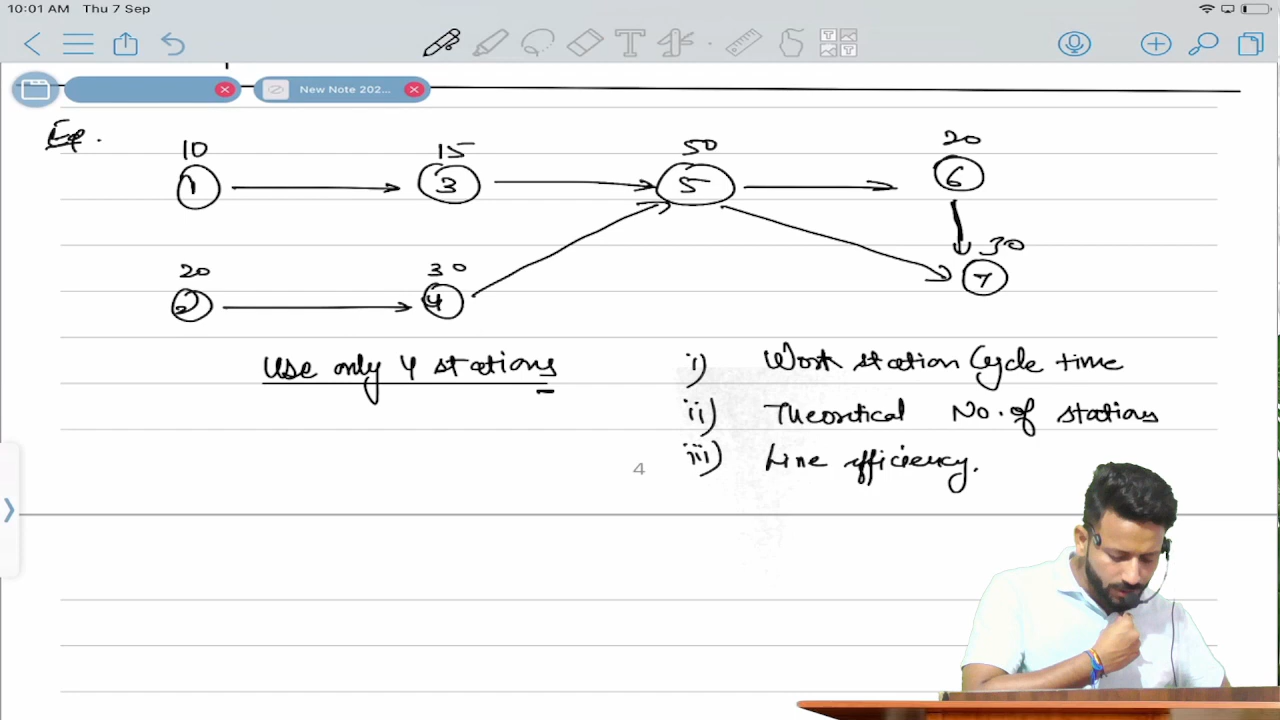 10:01 AM Thu 7 Sep
New Note 202...
Eg.
10 15 50 20
1 3 5 6
20 30 30
2 4 7
Use only 4 stations
i) Work station Cycle time
ii) Theoretical No. of stations
iii) Line efficiency.
4